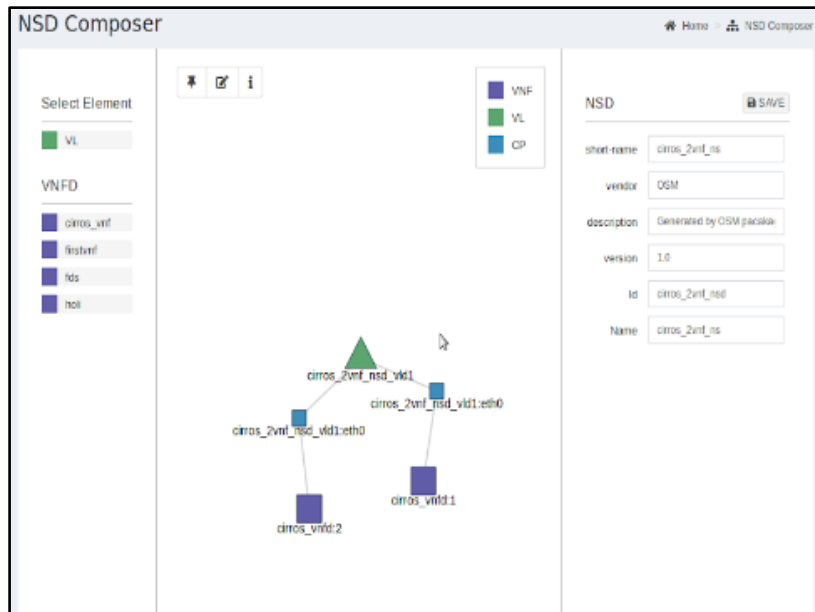 NSD Composer
Home
NSD Composer
Select Element
VL
VNFD
cirros_vnf
firstvnf
fds
holi
VNF
VL
CP
cirros_2vnf_nsd_vld1
cirros_2vnf_nsd_vld1:eth0
cirros_2vnf_nsd_vld1:eth0
cirros_vnfd:1
cirros_vnfd:2
NSD
SAVE
short-name
cirros_2vnf_ns
vendor
OSM
description
Generated by OSM pacaka
version
1.0
Id
cirros_2vnf_nsd
Name
cirros_2vnf_ns